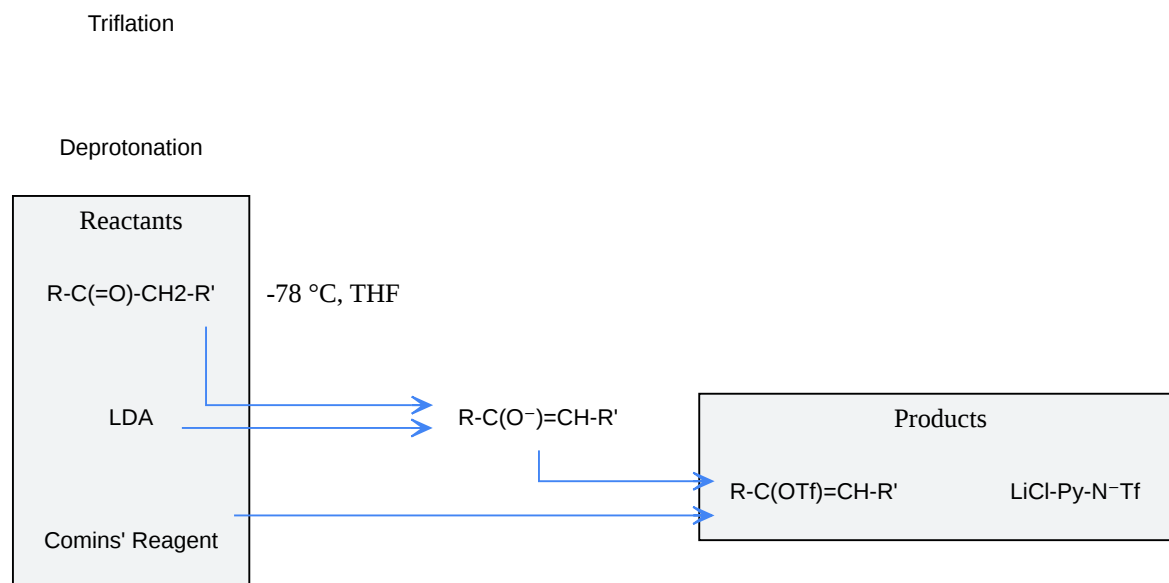 Triflation
Deprotonation
Reactants
R-C(=O)-CH2-R'
-78 °C, THF
LDA
R-C(O⁻)=CH-R'
Products
R-C(OTf)=CH-R'
LiCl-Py-N⁻Tf
Comins' Reagent